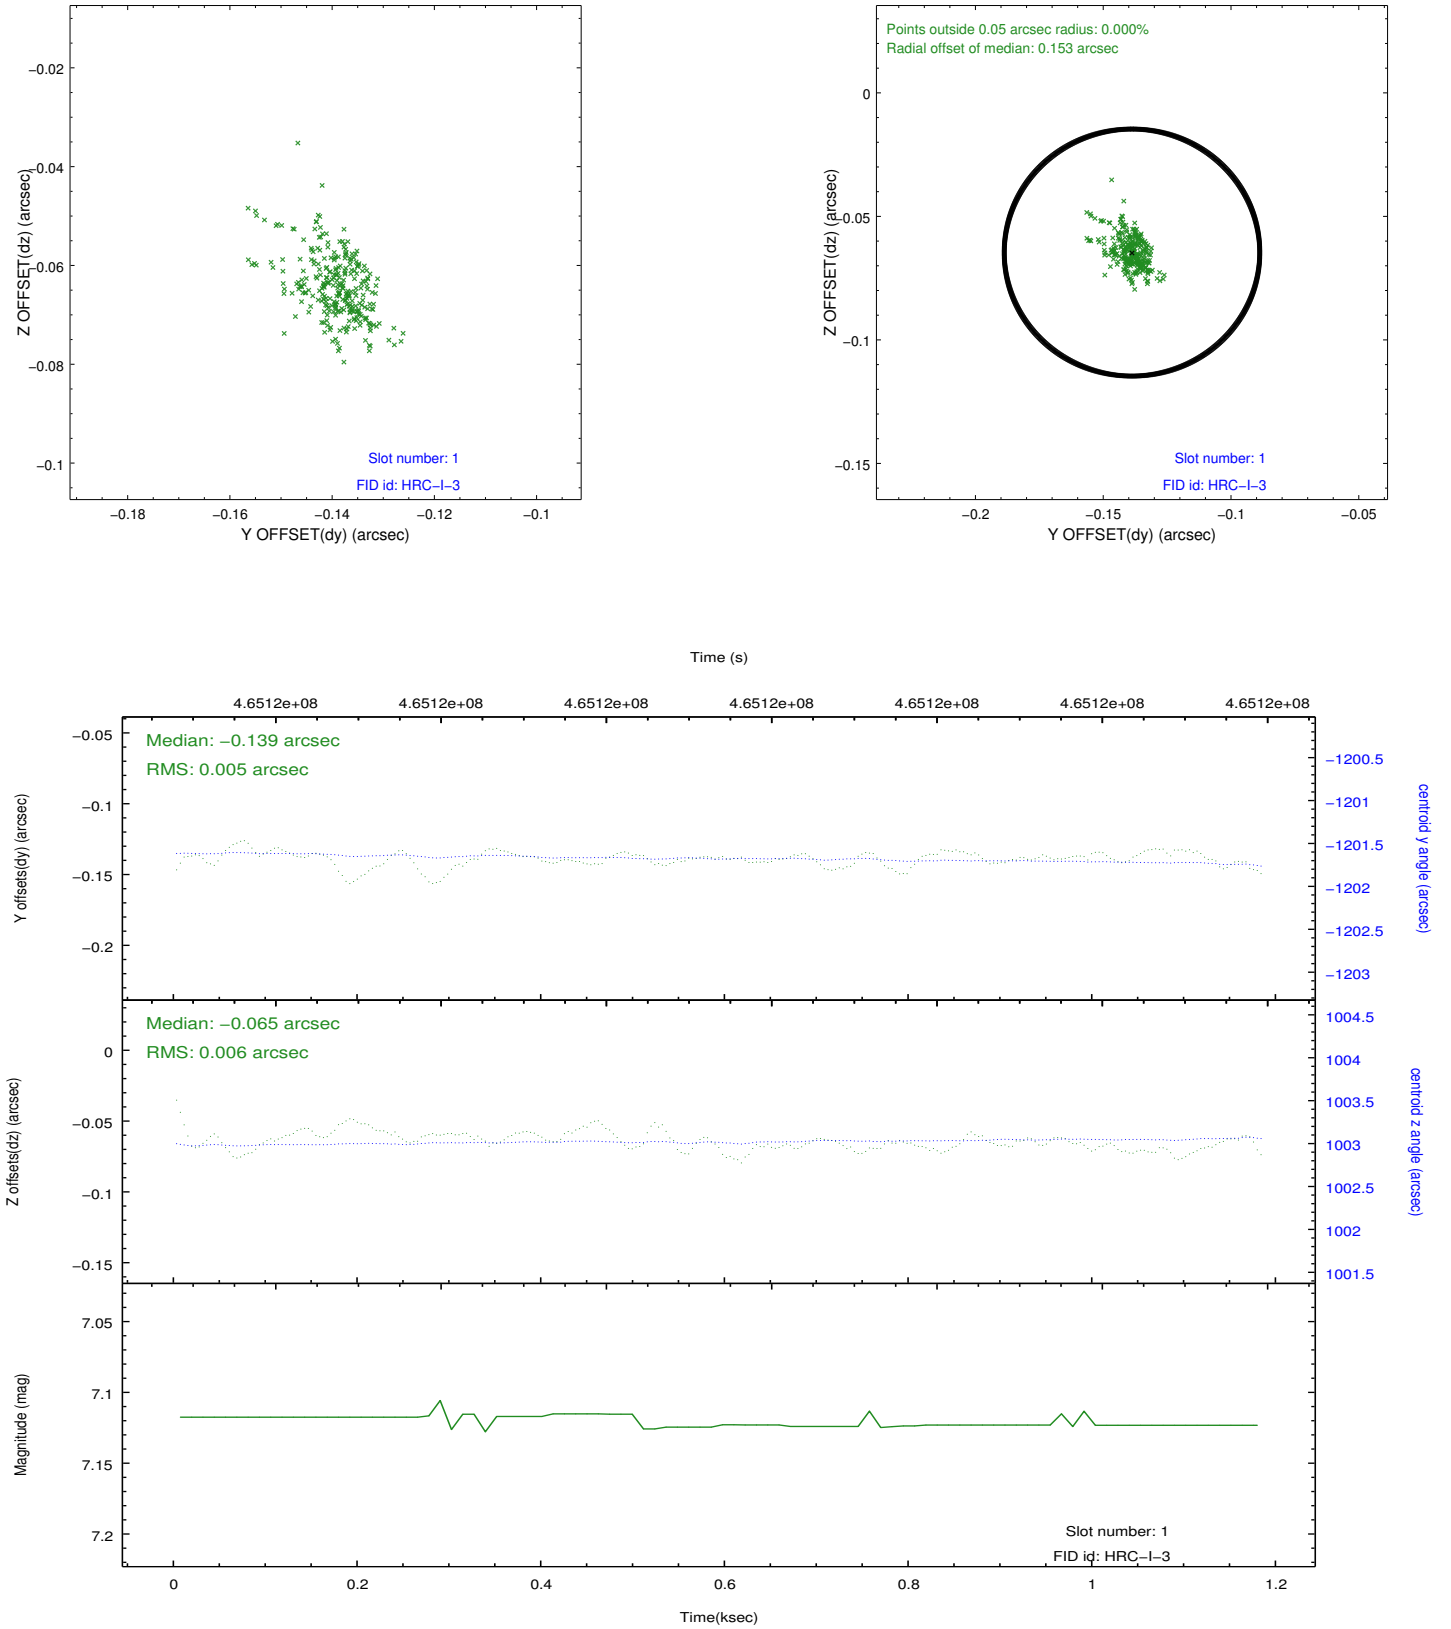 −0.02
−0.04
−0.06
−0.08
−0.1
Z OFFSET(dz) (arcsec)
Slot number: 1
FID id: HRC−I−3
−0.18
−0.16
−0.14
−0.12
−0.1
Y OFFSET(dy) (arcsec)
Points outside 0.05 arcsec radius: 0.000%
Radial offset of median: 0.153 arcsec
0
−0.05
−0.1
−0.15
Z OFFSET(dz) (arcsec)
Slot number: 1
FID id: HRC−I−3
−0.2
−0.15
−0.1
−0.05
Y OFFSET(dy) (arcsec)
Time (s)
4.6512e+08
4.6512e+08
4.6512e+08
4.6512e+08
4.6512e+08
4.6512e+08
4.6512e+08
Median: −0.139 arcsec
RMS: 0.005 arcsec
−0.05
−0.1
−0.15
−0.2
Y offsets(dy) (arcsec)
−1200.5
−1201
−1201.5
−1202
−1202.5
−1203
centroid y angle (arcsec)
Median: −0.065 arcsec
RMS: 0.006 arcsec
0
−0.05
−0.1
−0.15
Z offsets(dz) (arcsec)
1004.5
1004
1003.5
1003
1002.5
1002
1001.5
centroid z angle (arcsec)
7.05
7.1
7.15
7.2
Magnitude (mag)
Slot number: 1
FID id: HRC−I−3
0
0.2
0.4
0.6
0.8
1
1.2
Time(ksec)